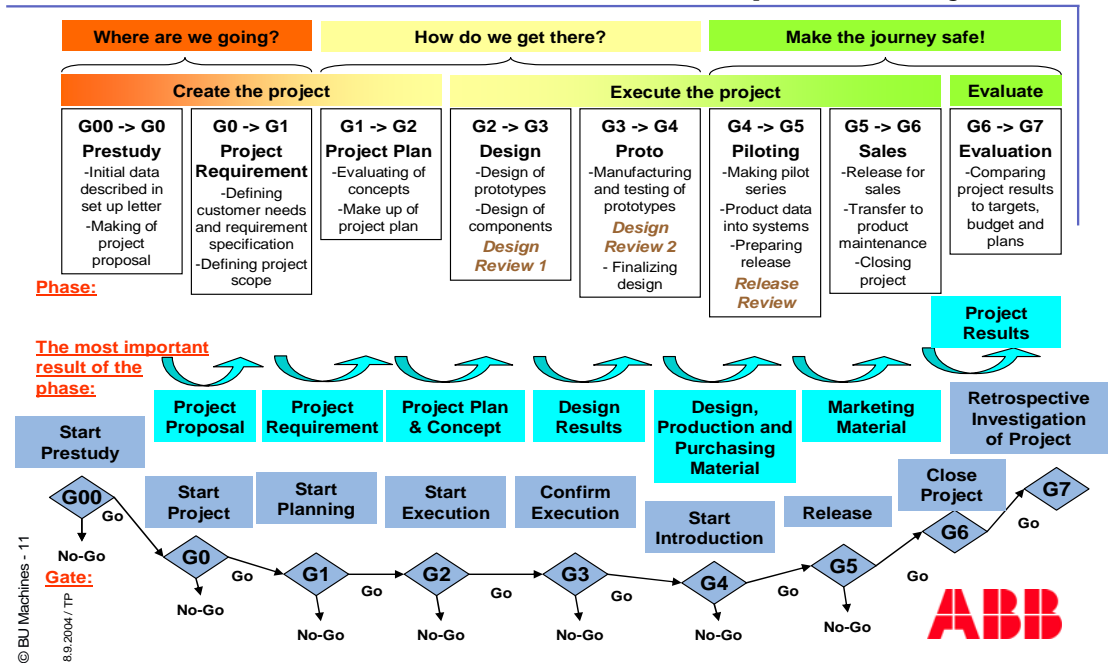 Where are we going?
How do we get there?
Make the journey safe!
Create the project
Execute the project
Evaluate
G00 -> G0
Prestudy
-Initial data
described in
set up letter
-Making of
project
proposal
G0 -> G1
Project
Requirement
-Defining
customer needs
and requirement
specification
-Defining project
scope
G1 -> G2
Project Plan
-Evaluating of
concepts
-Make up of
project plan
G2 -> G3
Design
-Design of
prototypes
-Design of
components
Design
Review 1
G3 -> G4
Proto
-Manufacturing
and testing of
prototypes
Design
Review 2
- Finalizing
design
G4 -> G5
Piloting
-Making pilot
series
-Product data
into systems
-Preparing
release
Release
Review
G5 -> G6
Sales
-Release for
sales
-Transfer to
product
maintenance
-Closing
project
G6 -> G7
Evaluation
-Comparing
project results
to targets,
budget and
plans
Phase:
Project
Results
The most important
result of the
phase:
Project
Proposal
Project
Requirement
Project Plan
& Concept
Design
Results
Design,
Production and
Purchasing
Material
Marketing
Material
Retrospective
Investigation
of Project
Start
Prestudy
Start
Project
Start
Planning
Start
Execution
Confirm
Execution
Start
Introduction
Release
Close
Project
G00
Go
No-Go
G0
Go
No-Go
G1
Go
No-Go
G2
Go
No-Go
G3
Go
No-Go
G4
Go
No-Go
G5
Go
No-Go
G6
Go
G7
Gate:
© BU Machines - 11
8.9.2004 / TP
ABB